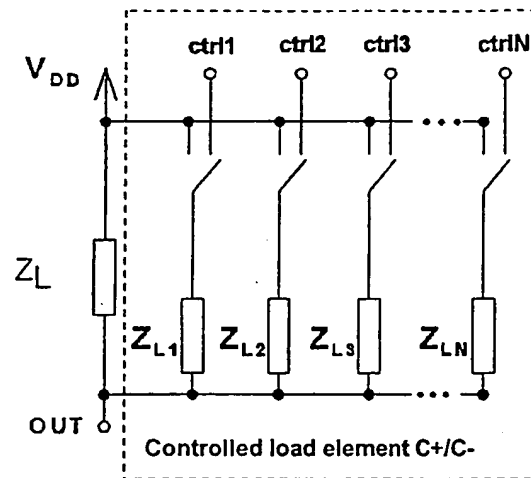 ctrl1 ctrl2 ctrl3 ctrlN
VDD
ZL
ZL1 ZL2 ZL3 ZLN
OUT
Controlled load element C+/C-